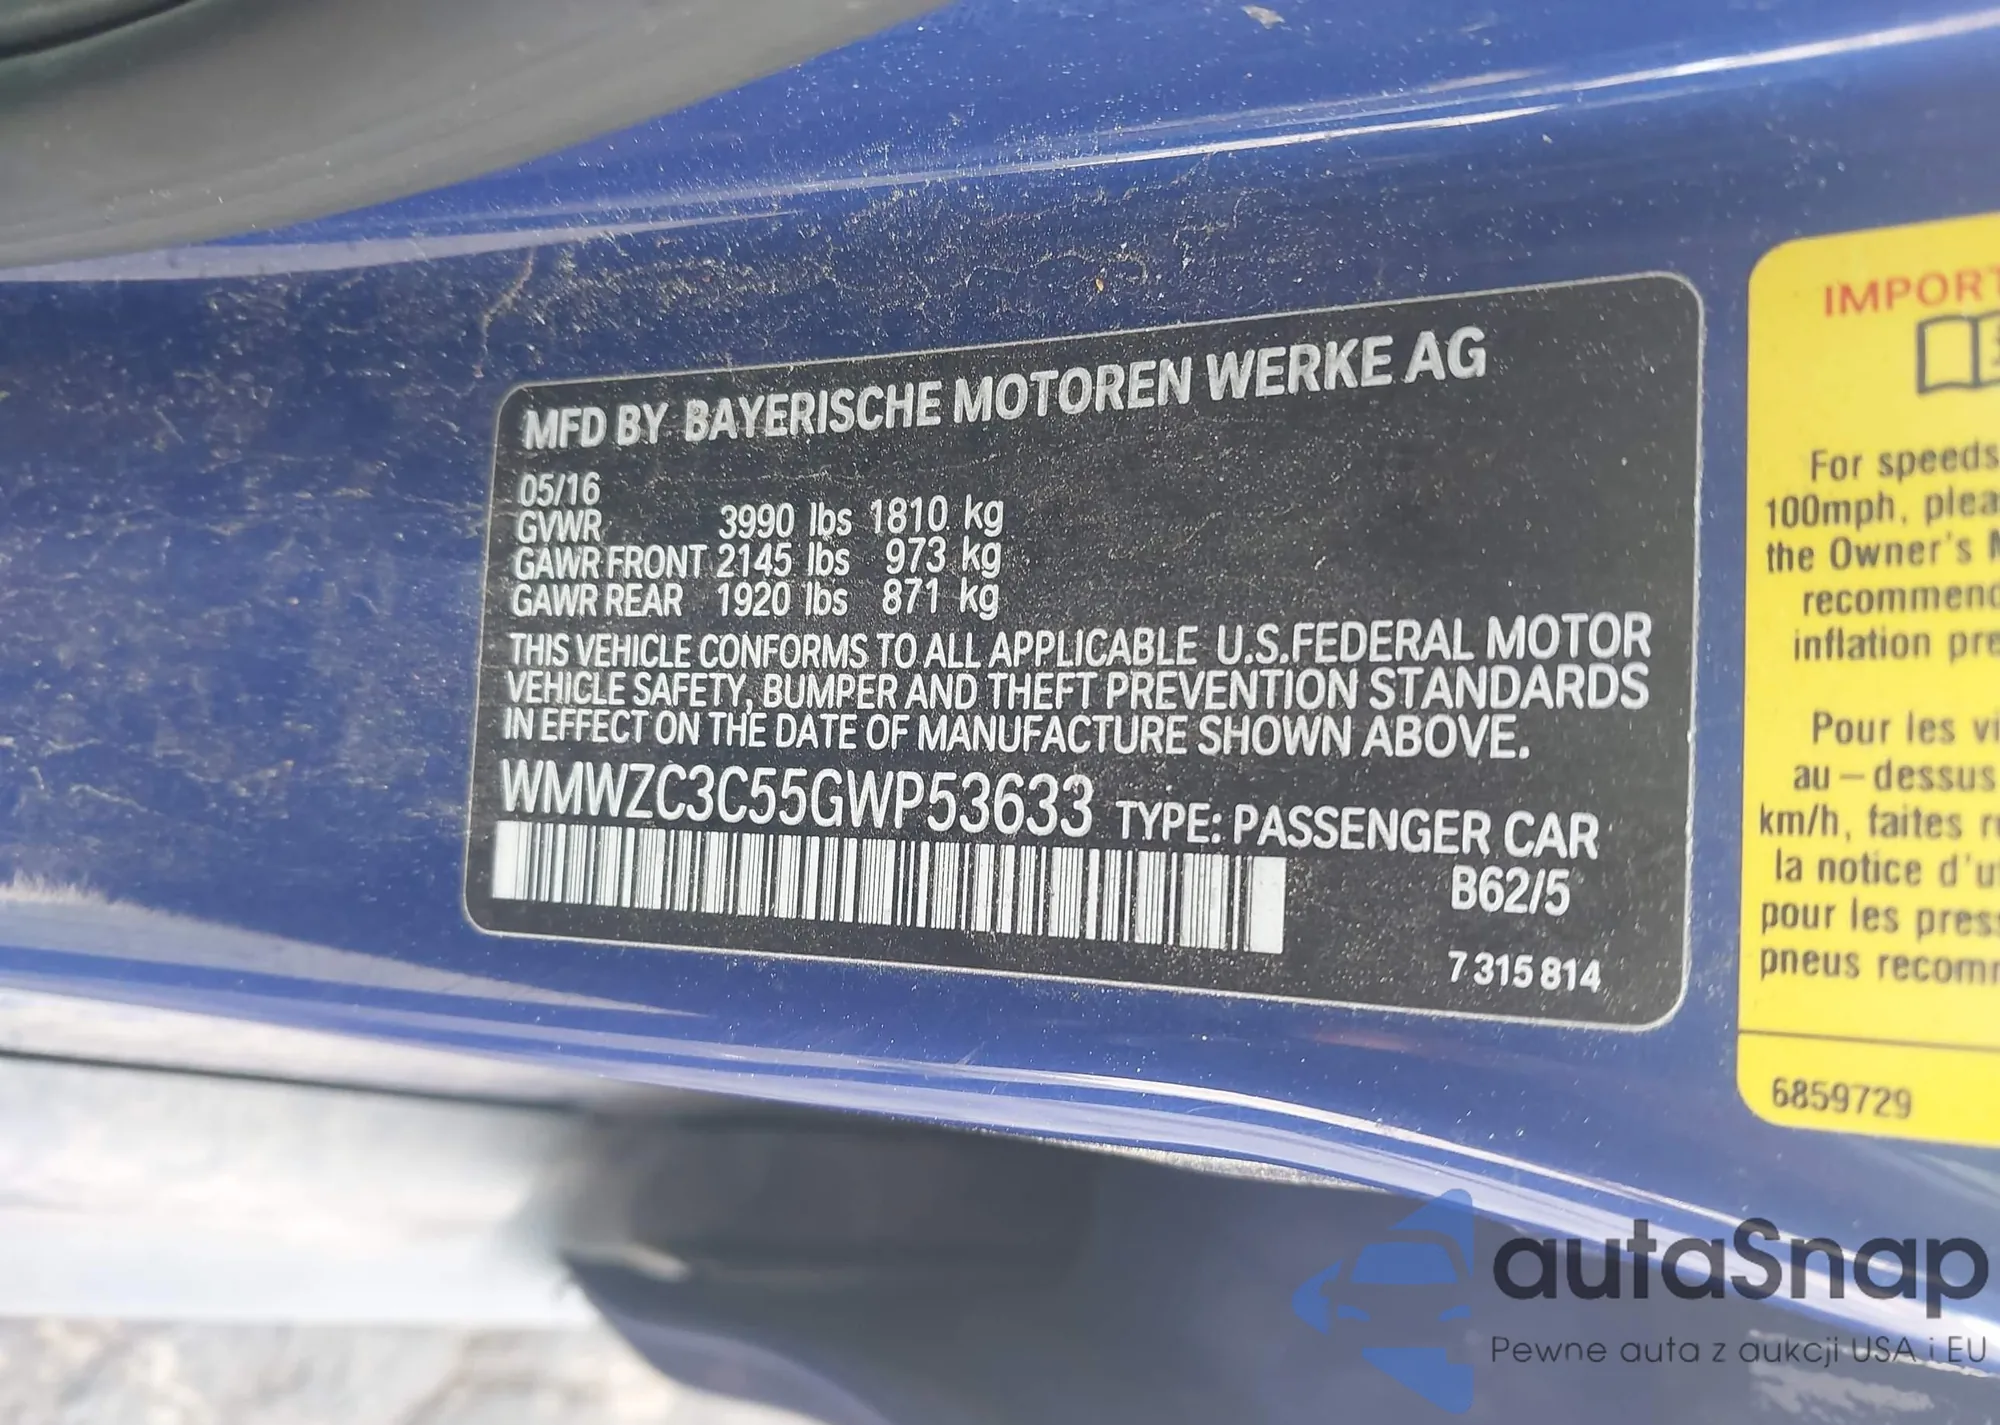 MFD BY BAYERISCHE MOTOREN WERKE AG
05/16
GVWR 3990 lbs 1810 kg
GAWR FRONT 2145 lbs 973 kg
GAWR REAR 1920 lbs 871 kg
THIS VEHICLE CONFORMS TO ALL APPLICABLE U.S.FEDERAL MOTOR
VEHICLE SAFETY, BUMPER AND THEFT PREVENTION STANDARDS
IN EFFECT ON THE DATE OF MANUFACTURE SHOWN ABOVE.
WMWZC3C55GWP53633 TYPE: PASSENGER CAR
B62/5
7 315 814
IMPORT
For speeds
100mph, plea
the Owner's M
recommend
inflation pre
Pour les vi
au-dessus
km/h, faites r
la notice d'ut
pour les press
pneus recomm
6859729
autaSnap
Pewne auta z aukcji USA i EU